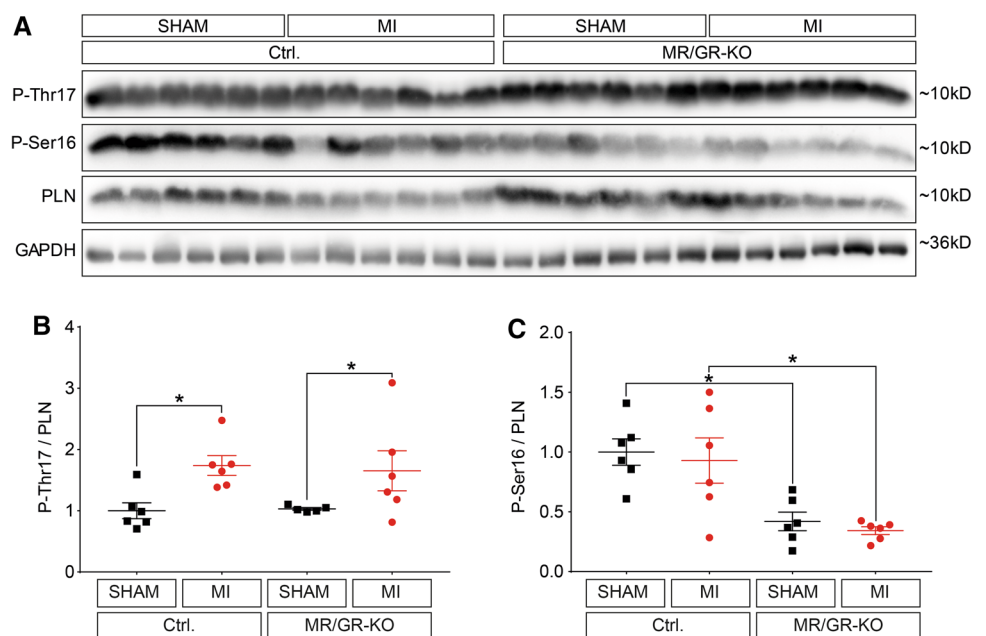 A
SHAM MI SHAM MI
Ctrl. MR/GR-KO
P-Thr17 ~10kD
P-Ser16 ~10kD
PLN ~10kD
GAPDH ~36kD
B
P-Thr17 / PLN
4
3
2
1
0
*
*
SHAM MI SHAM MI
Ctrl. MR/GR-KO
C
P-Ser16 / PLN
2.0
1.5
1.0
0.5
0.0
*
*
SHAM MI SHAM MI
Ctrl. MR/GR-KO